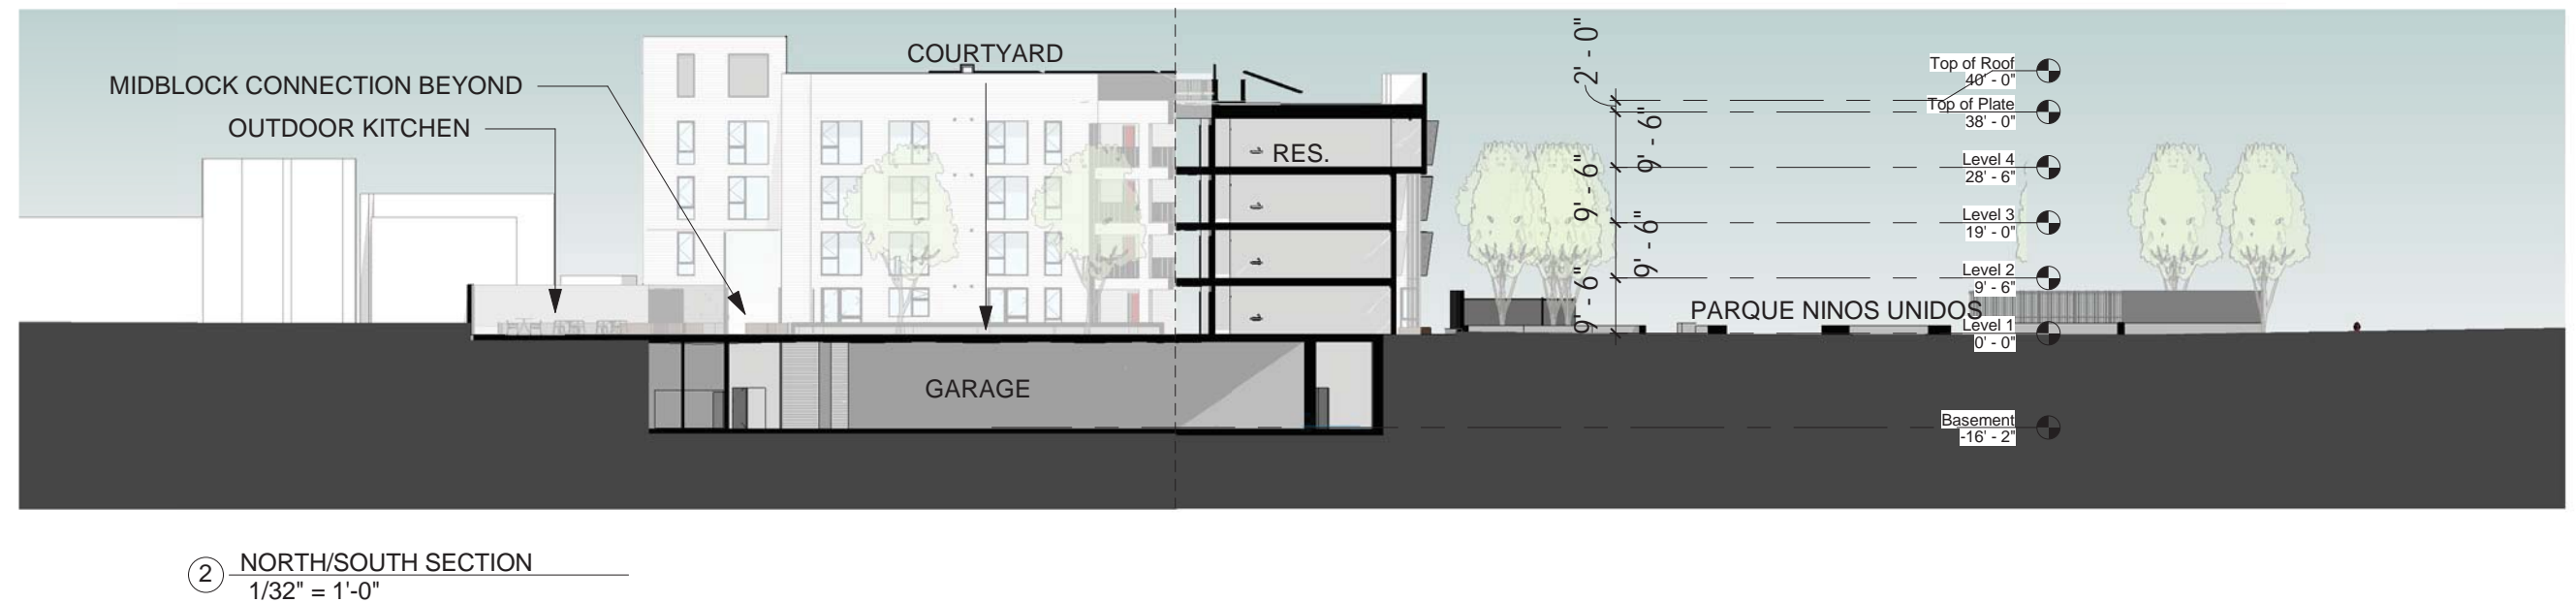 COURTYARD
MIDBLOCK CONNECTION BEYOND
OUTDOOR KITCHEN
RES.
GARAGE
PARQUE NINOS UNIDOS
2' - 0"
9' - 6"
9' - 6"
9' - 6"
9' - 6"
Top of Roof
40' - 0"
Top of Plate
38' - 0"
Level 4
28' - 6"
Level 3
19' - 0"
Level 2
9' - 6"
Level 1
0' - 0"
Basement
-16' - 2"
2
NORTH/SOUTH SECTION
1/32" = 1'-0"